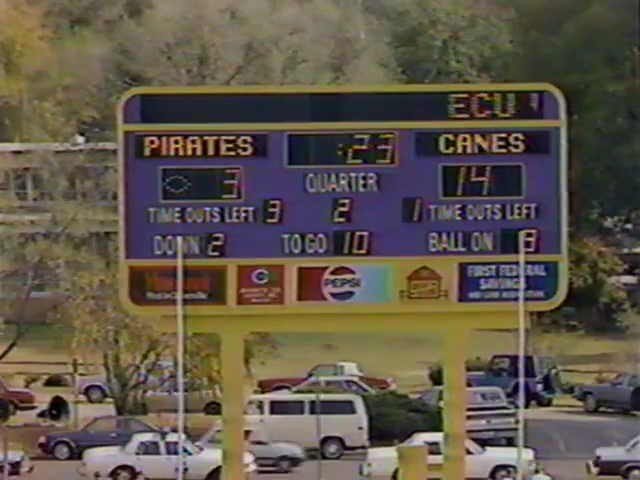 ECU
PIRATES :23 CANES
3 QUARTER 14
TIME OUTS LEFT 3 2 1 TIME OUTS LEFT
DOWN 2 TO GO 10 BALL ON 8
PEPSI FIRST FEDERAL
SAVINGS